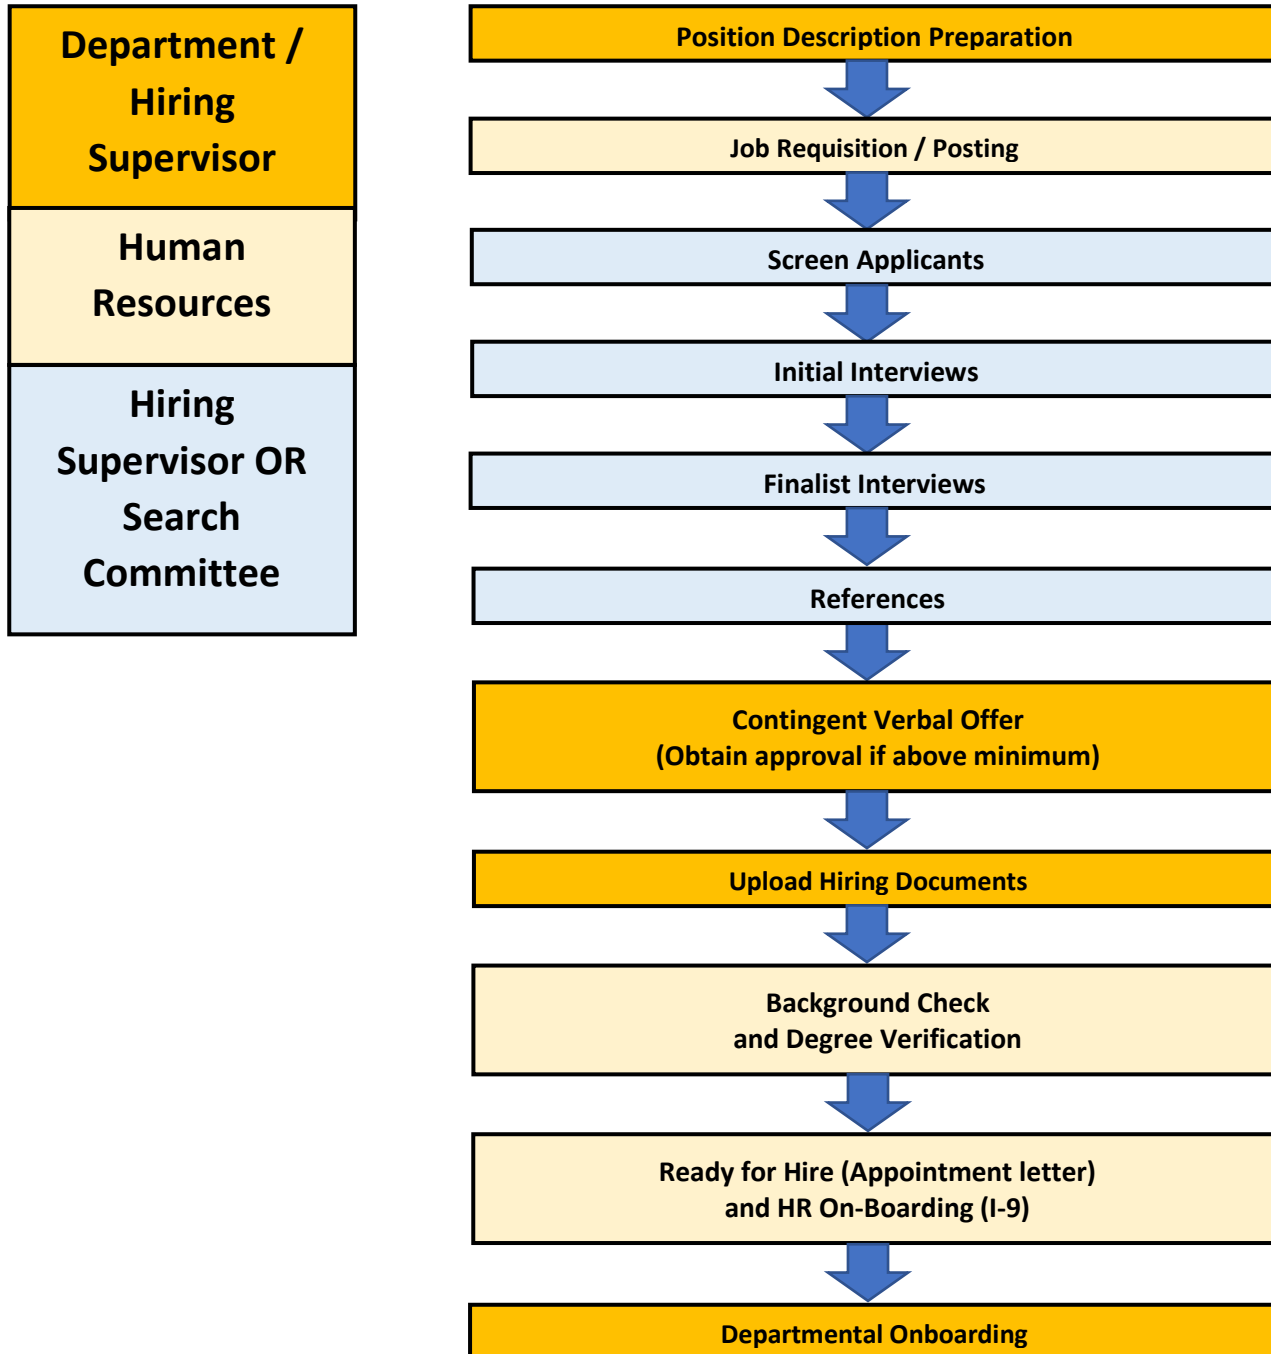 Department /
Hiring
Supervisor
Human
Resources
Hiring
Supervisor OR
Search
Committee
Position Description Preparation
Job Requisition / Posting
Screen Applicants
Initial Interviews
Finalist Interviews
References
Contingent Verbal Offer
(Obtain approval if above minimum)
Upload Hiring Documents
Background Check
and Degree Verification
Ready for Hire (Appointment letter)
and HR On-Boarding (I-9)
Departmental Onboarding